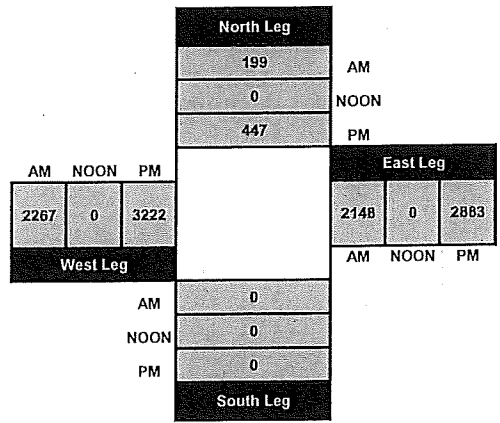 North Leg
199 AM
0 NOON
447 PM
AM NOON PM
East Leg
2267 0 3222
2148 0 2883
West Leg
AM NOON PM
AM 0
NOON 0
PM 0
South Leg